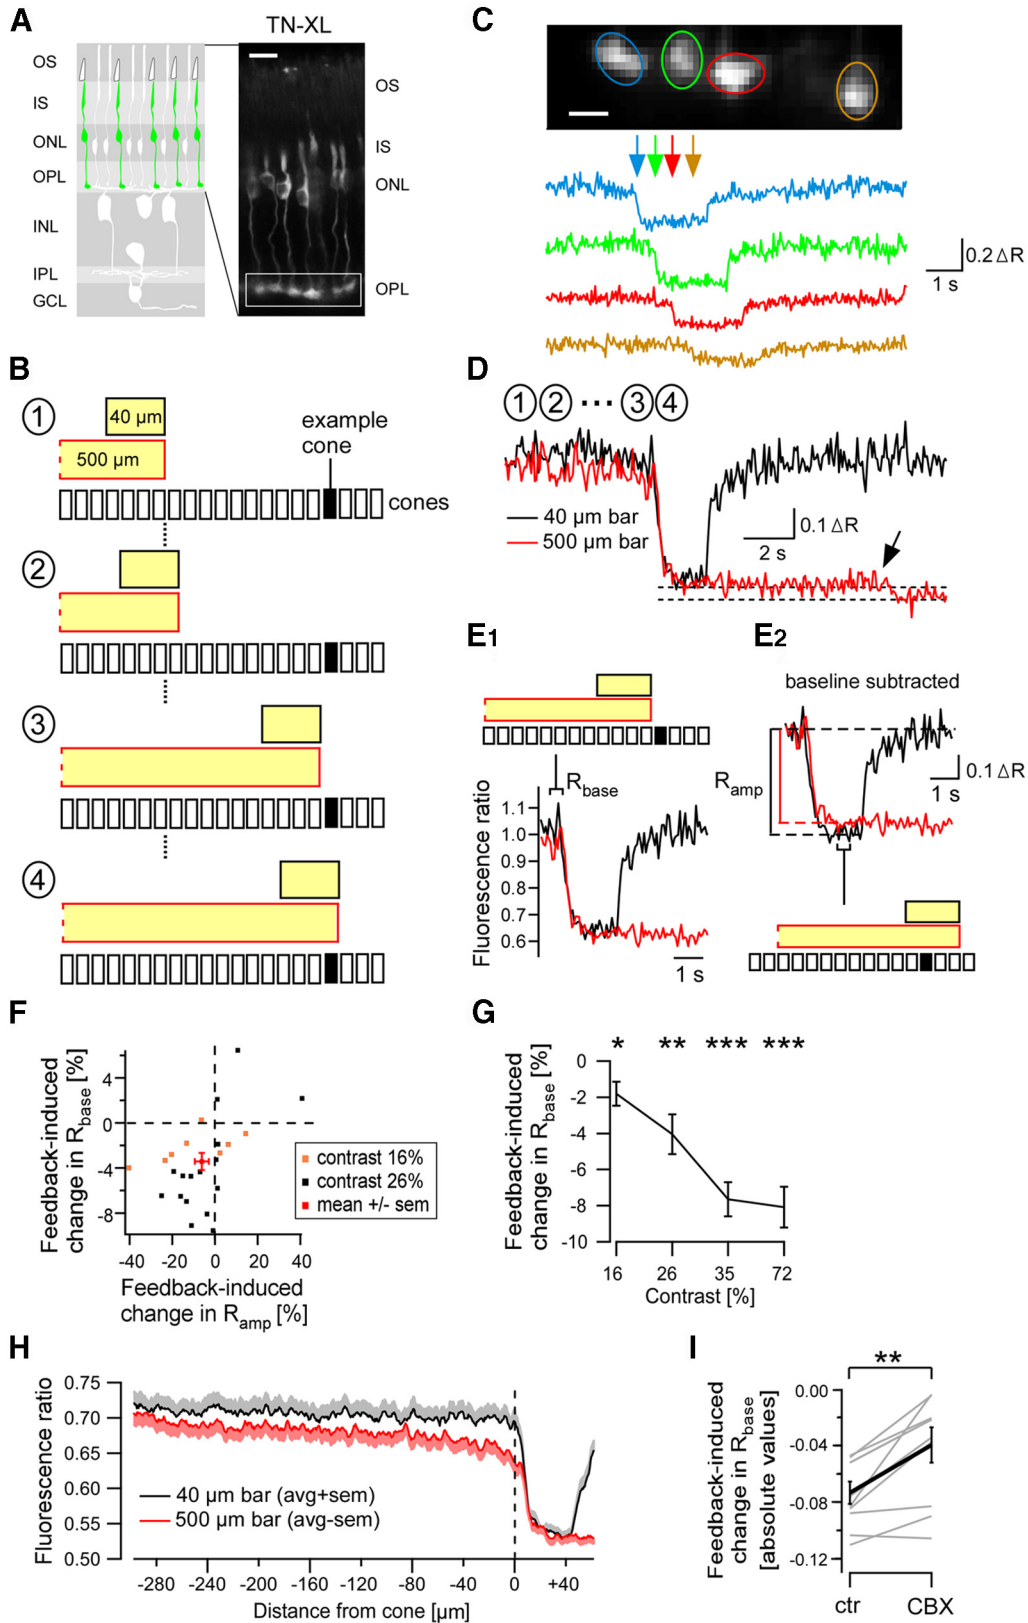 A
TN-XL
OS
IS
ONL
OPL
INL
IPL
GCL
OS
IS
ONL
OPL
B
1
40 µm
500 µm
example
cone
cones
2
3
4
C
0.2 ΔR
1 s
D
1 2 ··· 3 4
40 µm bar
500 µm bar
0.1 ΔR
2 s
E1
Rbase
Fluorescence ratio
1.1
1.0
0.9
0.8
0.7
0.6
1 s
E2
baseline subtracted
Ramp
0.1 ΔR
1 s
F
Feedback-induced
change in Rbase [%]
4
0
-4
-8
-40 -20 0 20 40
Feedback-induced
change in Ramp [%]
contrast 16%
contrast 26%
mean +/- sem
G
* ** *** ***
Feedback-induced
change in Rbase [%]
0
-2
-4
-6
-8
-10
16 26 35 72
Contrast [%]
H
Fluorescence ratio
0.75
0.70
0.65
0.60
0.55
0.50
40 µm bar (avg+sem)
500 µm bar (avg-sem)
-280 -240 -200 -160 -120 -80 -40 0 +40
Distance from cone [µm]
I
**
Feedback-induced
change in Rbase
[absolute values]
0.00
-0.04
-0.08
-0.12
ctr CBX